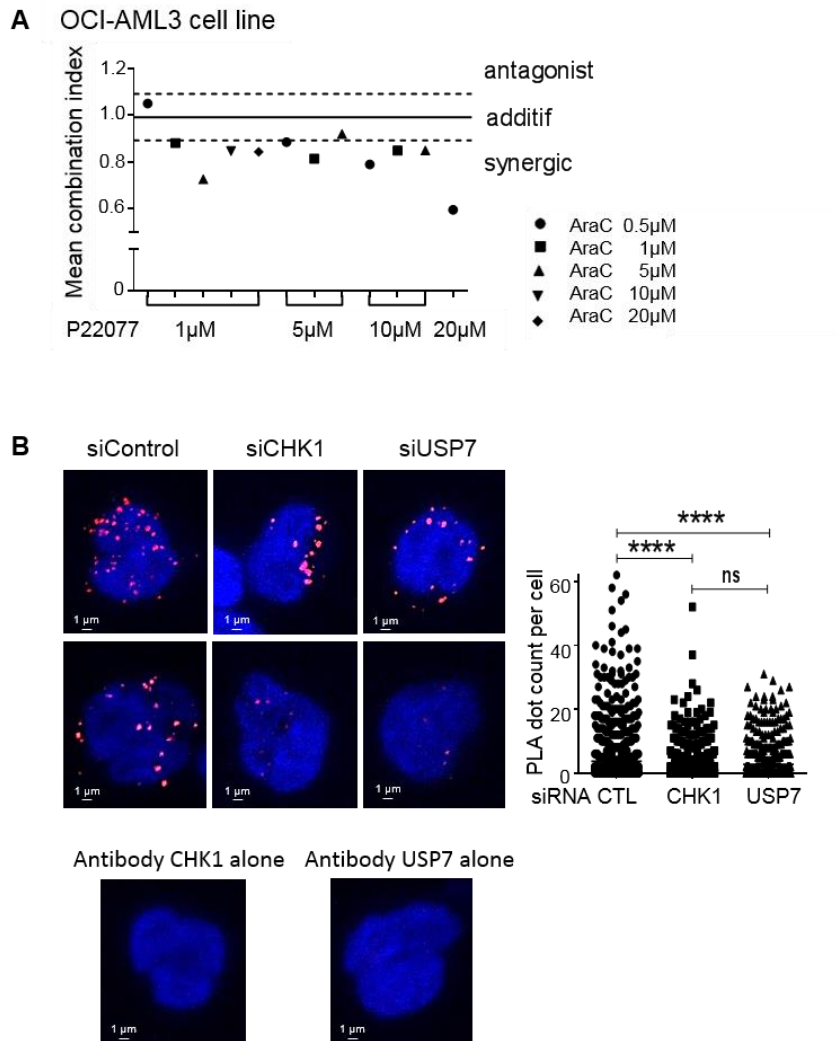 A OCI-AML3 cell line
Mean combination index
1.2
1.0
0.8
0.6
0
antagonist
additif
synergic
P22077 1µM 5µM 10µM 20µM
AraC 0.5µM
AraC 1µM
AraC 5µM
AraC 10µM
AraC 20µM
B
siControl siCHK1 siUSP7
1 µm 1 µm 1 µm
1 µm 1 µm 1 µm
PLA dot count per cell
60
40
20
0
****
****
ns
siRNA CTL CHK1 USP7
Antibody CHK1 alone Antibody USP7 alone
1 µm 1 µm